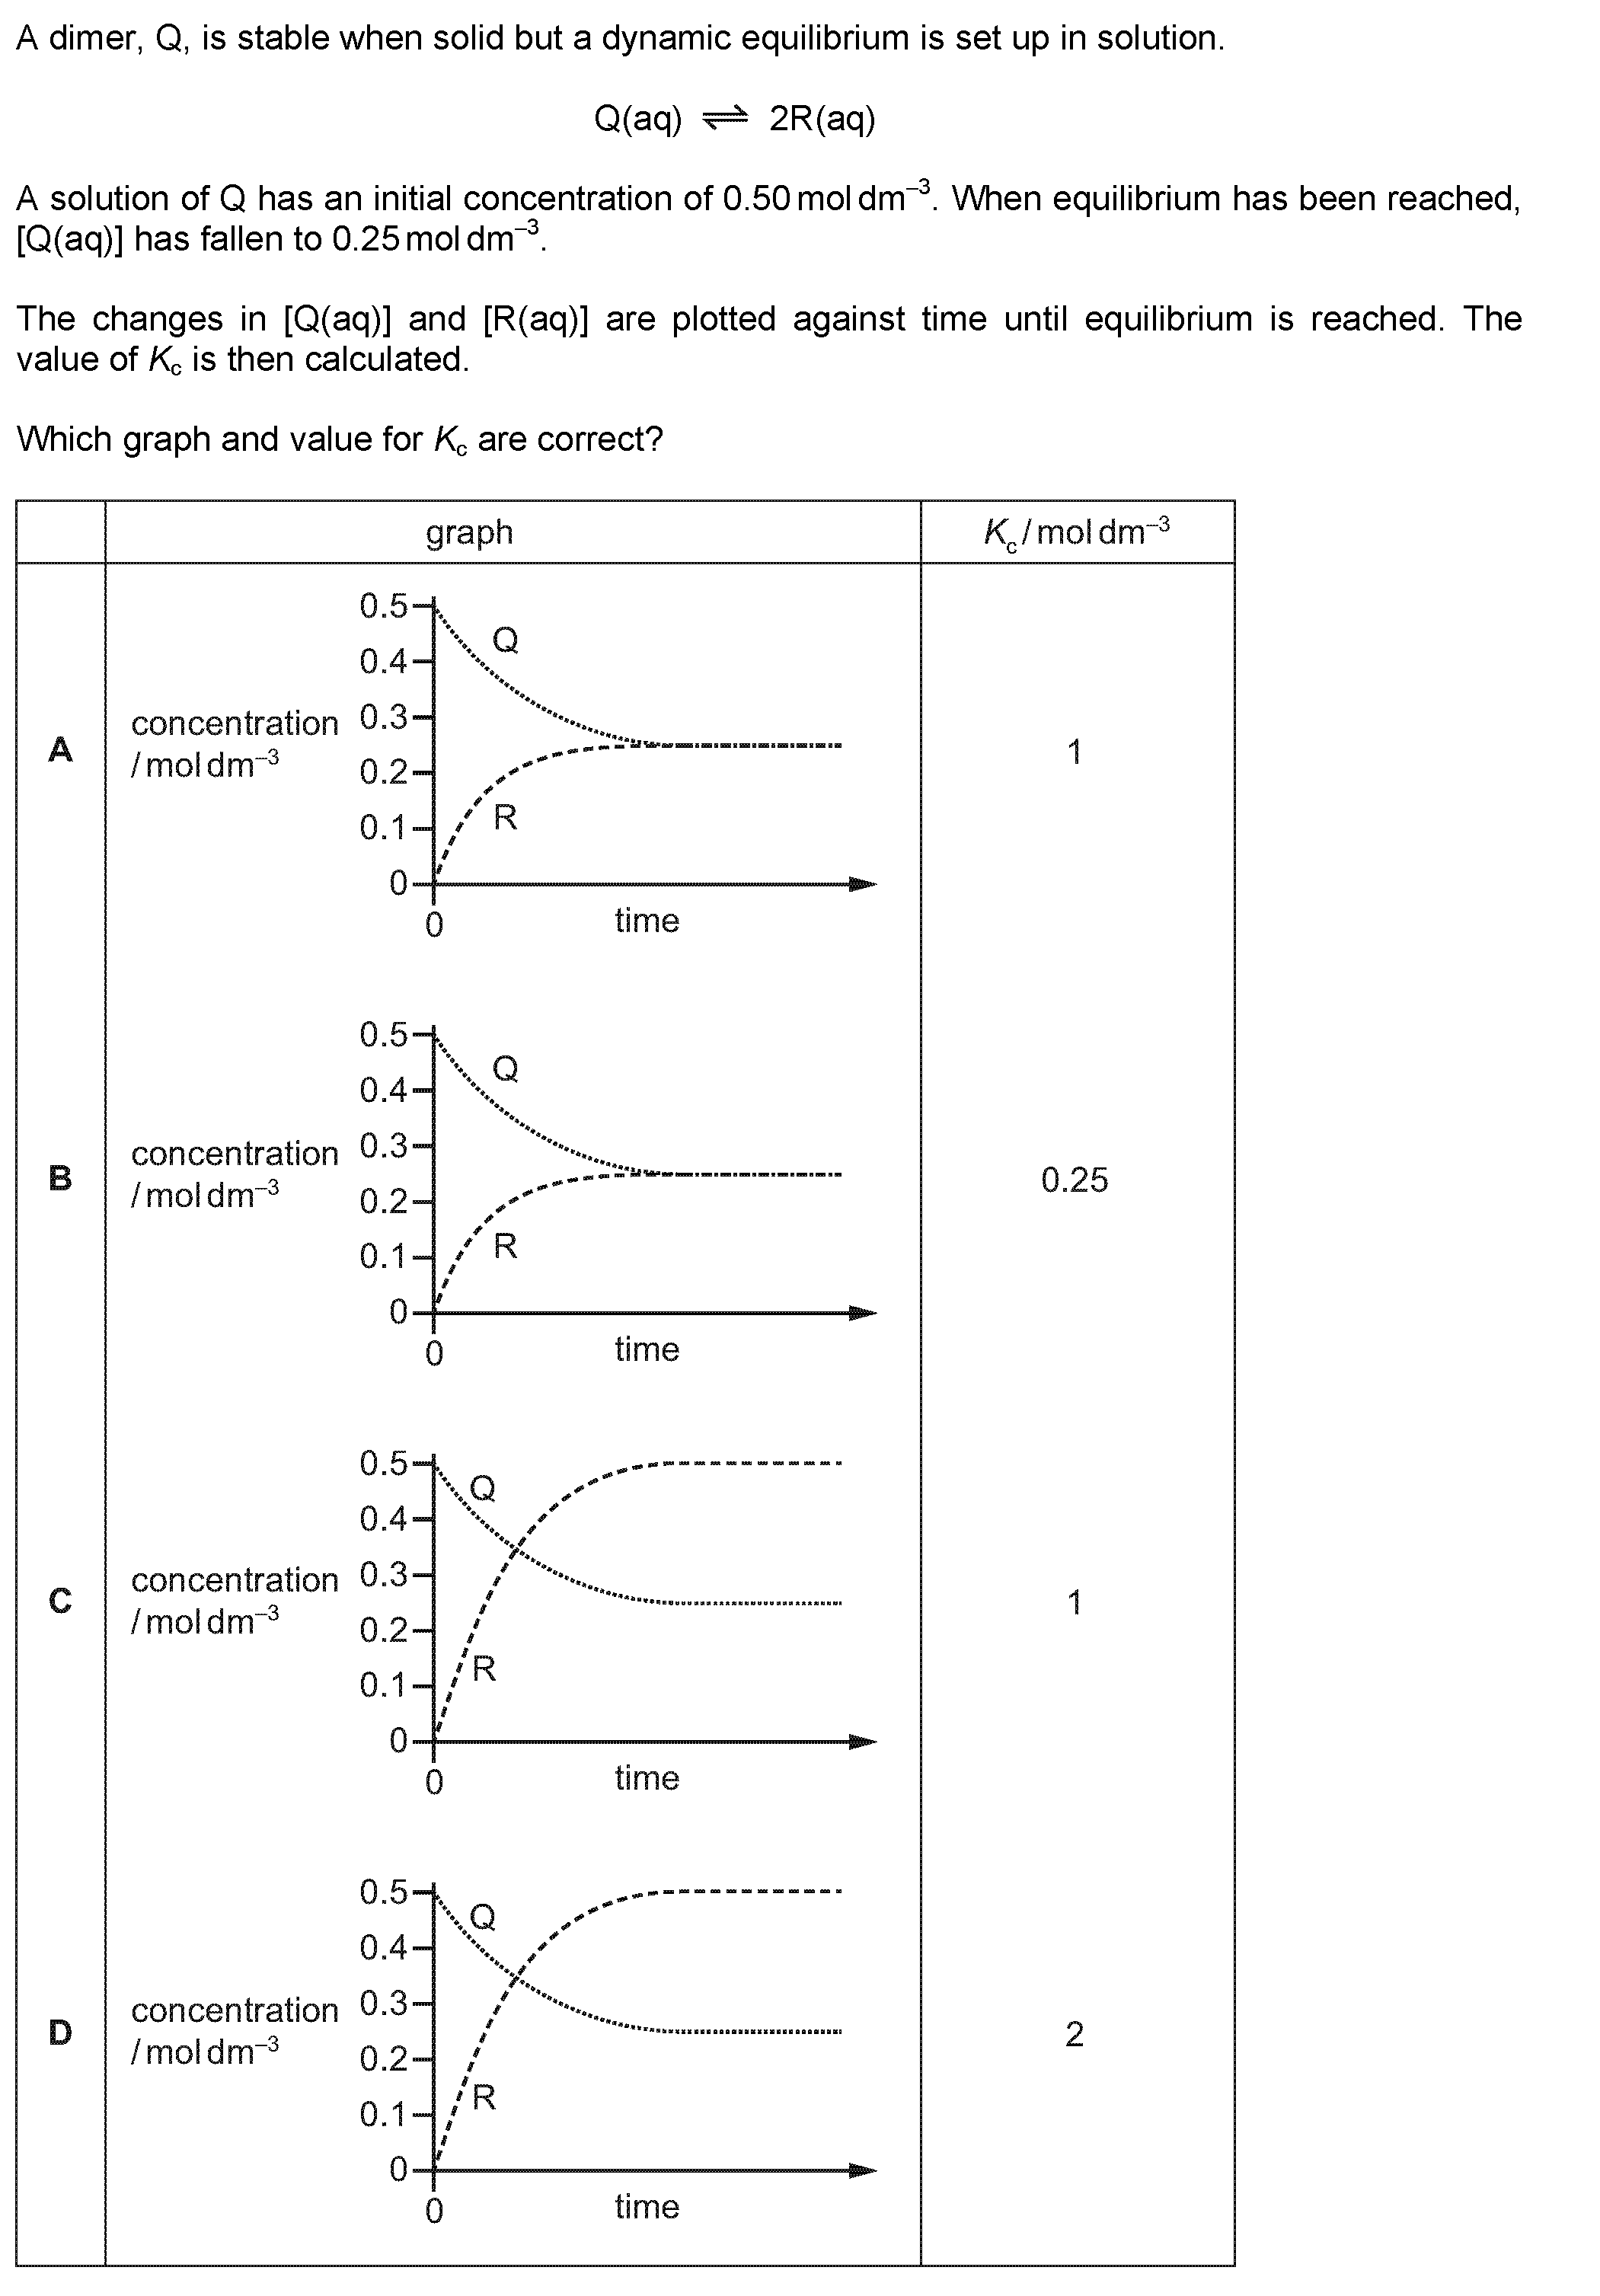 A dimer, Q, is stable when solid but a dynamic equilibrium is set up in solution.
Q(aq) ⇌ 2R(aq)
A solution of Q has an initial concentration of 0.50 mol dm⁻³. When equilibrium has been reached,
[Q(aq)] has fallen to 0.25 mol dm⁻³.
The changes in [Q(aq)] and [R(aq)] are plotted against time until equilibrium is reached. The
value of Kc is then calculated.
Which graph and value for Kc are correct?
graph Kc / mol dm⁻³
A
concentration
/ mol dm⁻³
0.5
0.4
0.3
0.2
0.1
0
Q
R
0
time
1
B
concentration
/ mol dm⁻³
0.5
0.4
0.3
0.2
0.1
0
Q
R
0
time
0.25
C
concentration
/ mol dm⁻³
0.5
0.4
0.3
0.2
0.1
0
Q
R
0
time
1
D
concentration
/ mol dm⁻³
0.5
0.4
0.3
0.2
0.1
0
Q
R
0
time
2